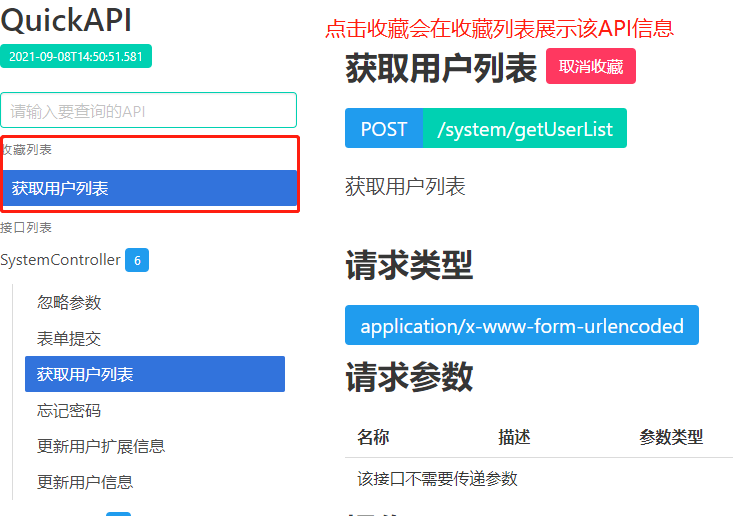 QuickAPI
2021-09-08T14:50:51.581
请输入要查询的API
收藏列表
获取用户列表
接口列表
SystemController 6
忽略参数
表单提交
获取用户列表
忘记密码
更新用户扩展信息
更新用户信息
点击收藏会在收藏列表展示该API信息
获取用户列表 取消收藏
POST /system/getUserList
获取用户列表
请求类型
application/x-www-form-urlencoded
请求参数
名称 描述 参数类型
该接口不需要传递参数